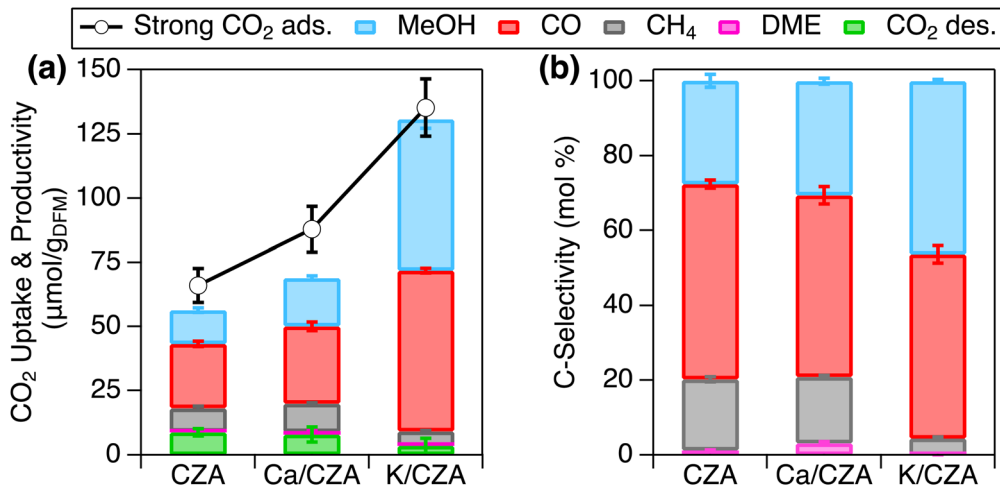 Strong CO₂ ads. MeOH CO CH₄ DME CO₂ des.
(a)
CO₂ Uptake & Productivity
(μmol/g_DFM)
150
125
100
75
50
25
0
CZA Ca/CZA K/CZA
(b)
C-Selectivity (mol %)
100
80
60
40
20
0
CZA Ca/CZA K/CZA